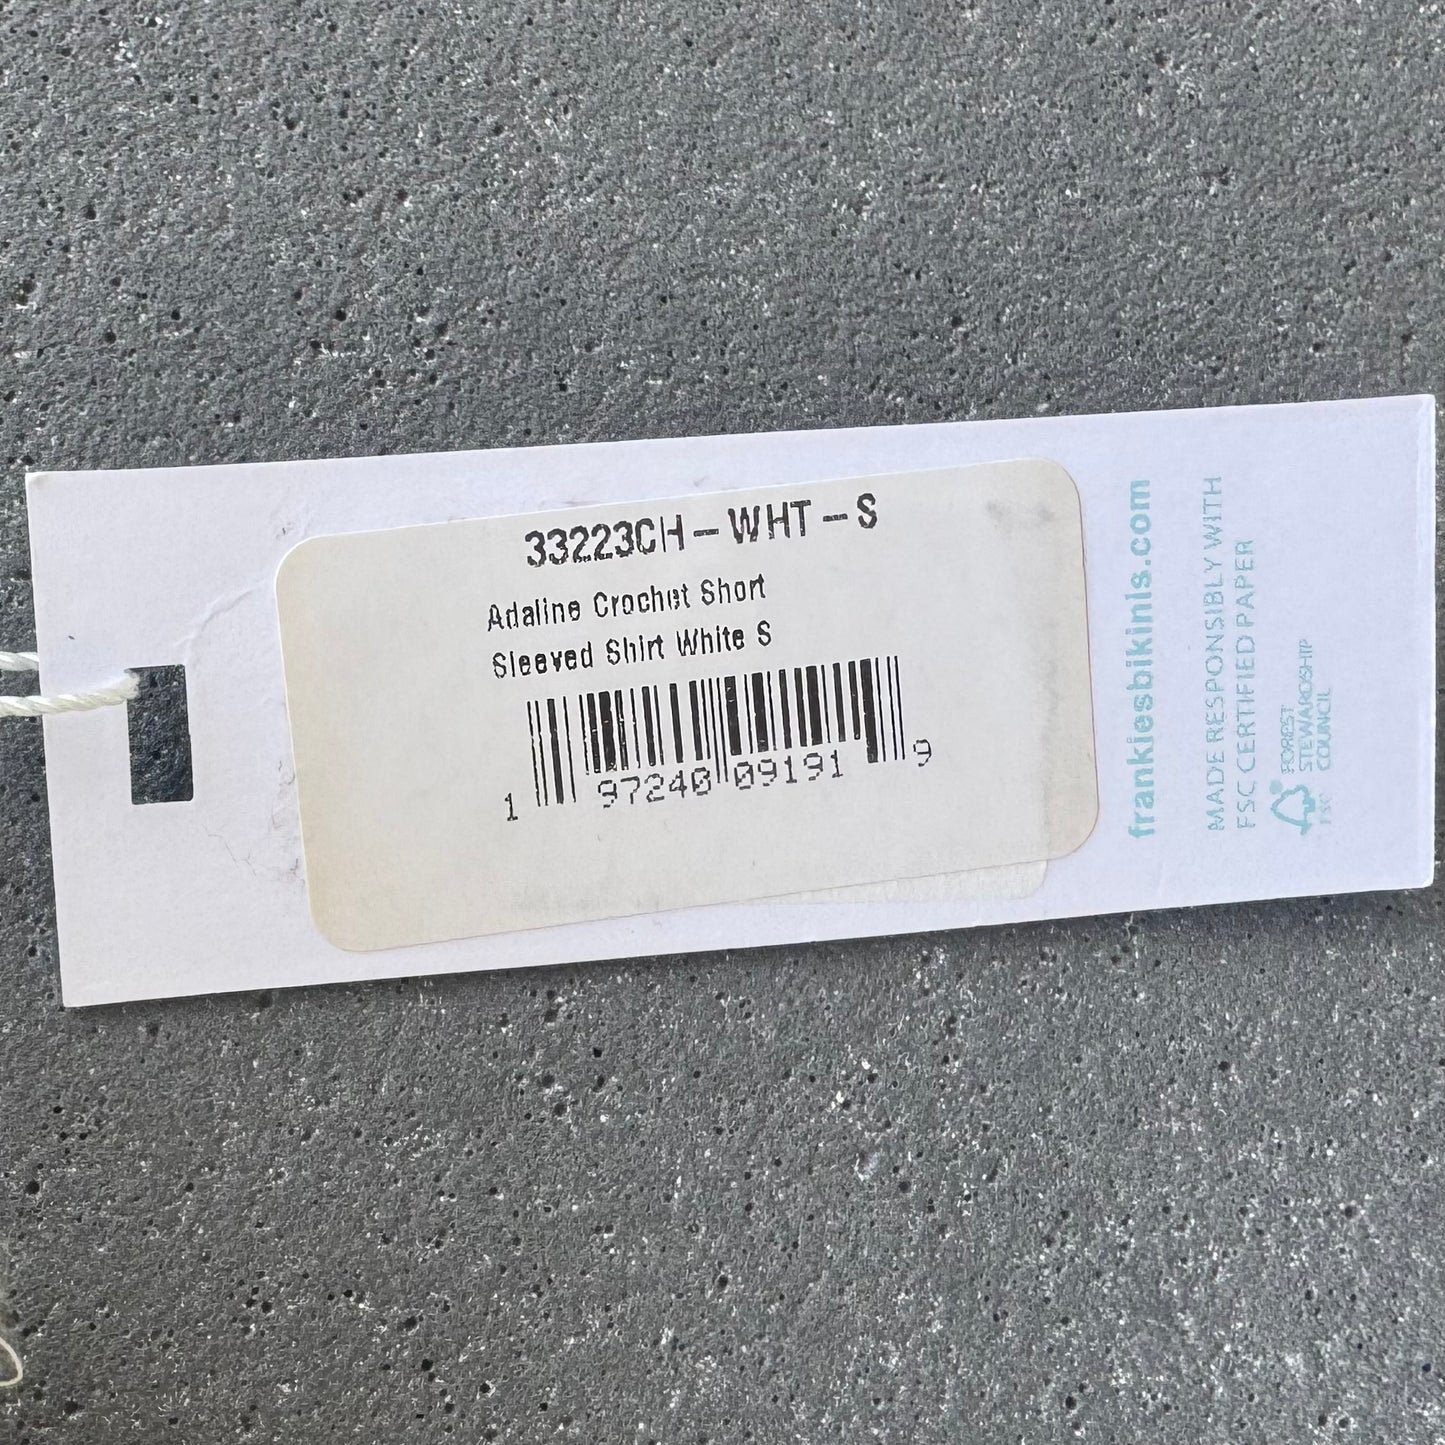 33223CH-WHT-S
Adaline Crochet Short
Sleeved Shirt White S
1 97240 09191 9
frankiesbikinis.com
MADE RESPONSIBLY WITH
FSC CERTIFIED PAPER
FSC
FOREST
STEWARDSHIP
COUNCIL